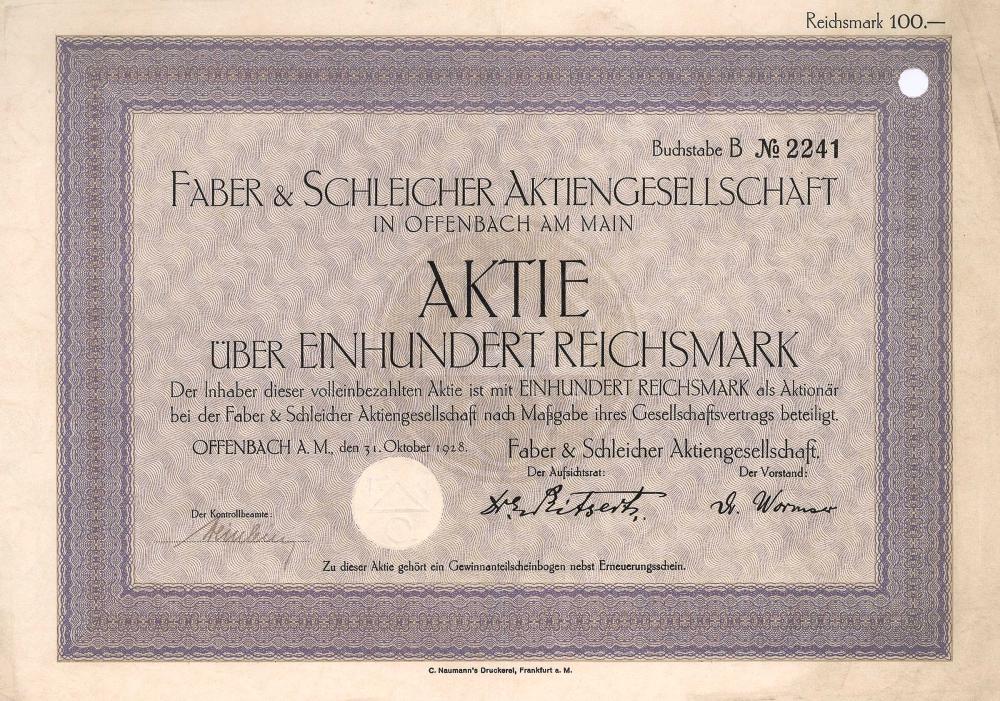 Reichsmark 100.—
Buchstabe B № 2241
FABER & SCHLEICHER AKTIENGESELLSCHAFT
IN OFFENBACH AM MAIN
AKTIE
ÜBER EINHUNDERT REICHSMARK
Der Inhaber dieser volleinbezahlten Aktie ist mit EINHUNDERT REICHSMARK als Aktionär
bei der Faber & Schleicher Aktiengesellschaft nach Maßgabe ihres Gesellschaftsvertrags beteiligt.
OFFENBACH A. M., den 31. Oktober 1928.
Faber & Schleicher Aktiengesellschaft.
Der Aufsichtsrat:
Der Vorstand:
Dr. Wormser
Der Kontrollbeamte:
Zu dieser Aktie gehört ein Gewinnanteilscheinbogen nebst Erneuerungsschein.
C. Naumann's Druckerei, Frankfurt a. M.